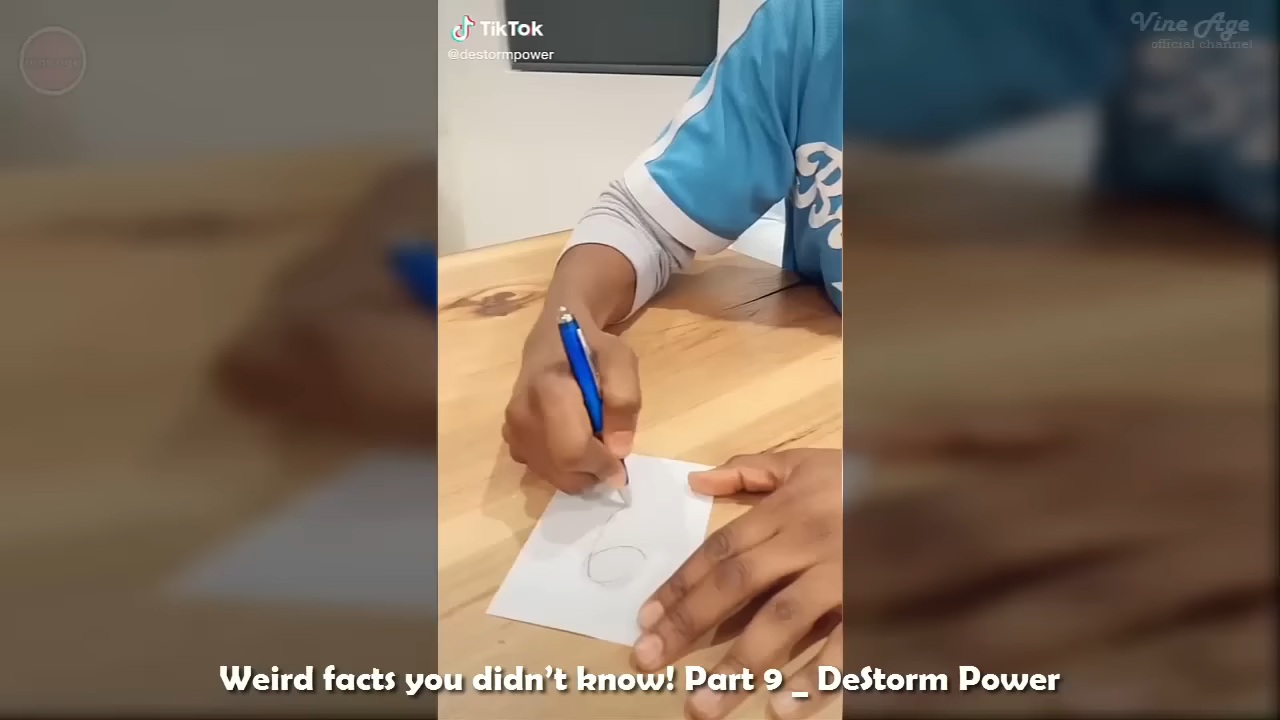 TikTok
@destormpower
Vine Age
official channel
Weird facts you didn't know! Part 9 _ DeStorm Power